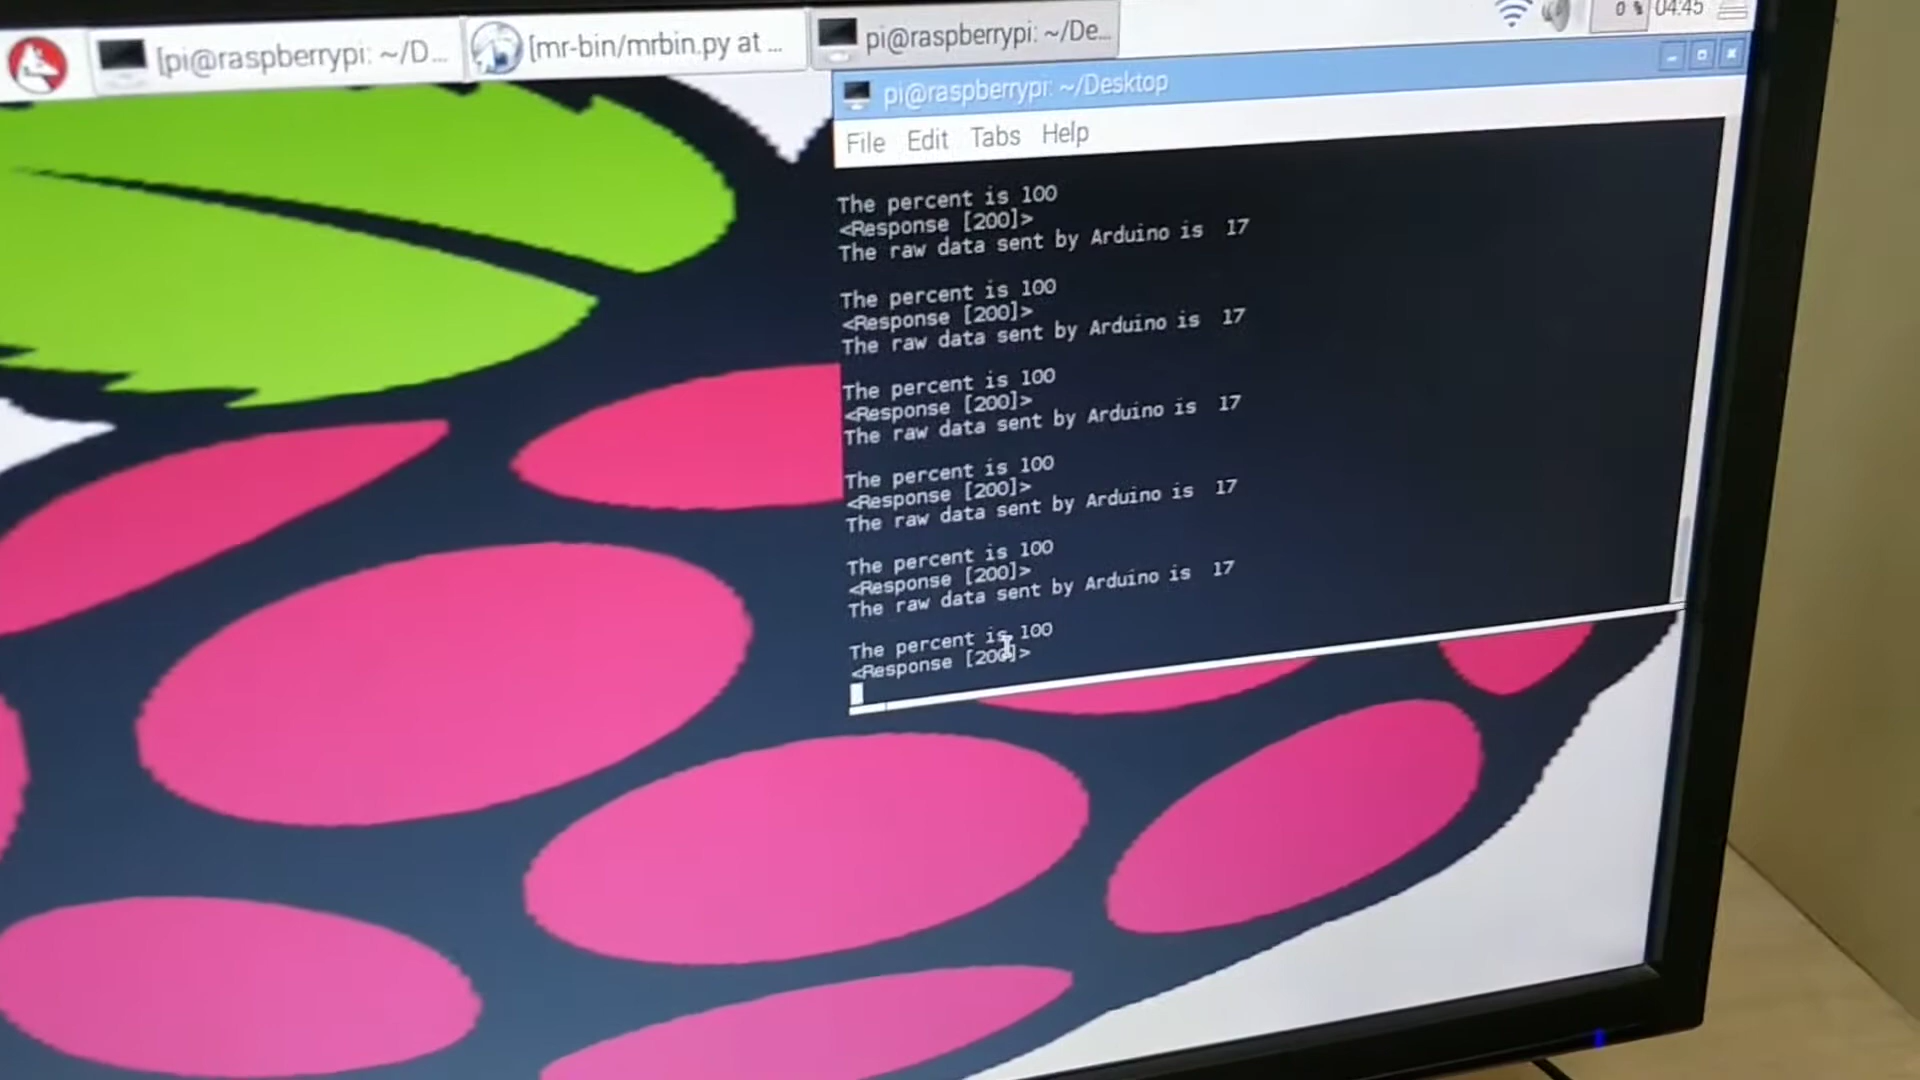 [pi@raspberrypi: ~/D...
[mr-bin/mrbin.py at ...
pi@raspberrypi: ~/De...
0 %
04:45
pi@raspberrypi: ~/Desktop
File Edit Tabs Help
The percent is 100
<Response [200]>
The raw data sent by Arduino is 17
The percent is 100
<Response [200]>
The raw data sent by Arduino is 17
The percent is 100
<Response [200]>
The raw data sent by Arduino is 17
The percent is 100
<Response [200]>
The raw data sent by Arduino is 17
The percent is 100
<Response [200]>
The raw data sent by Arduino is 17
The percent is 100
<Response [200]>